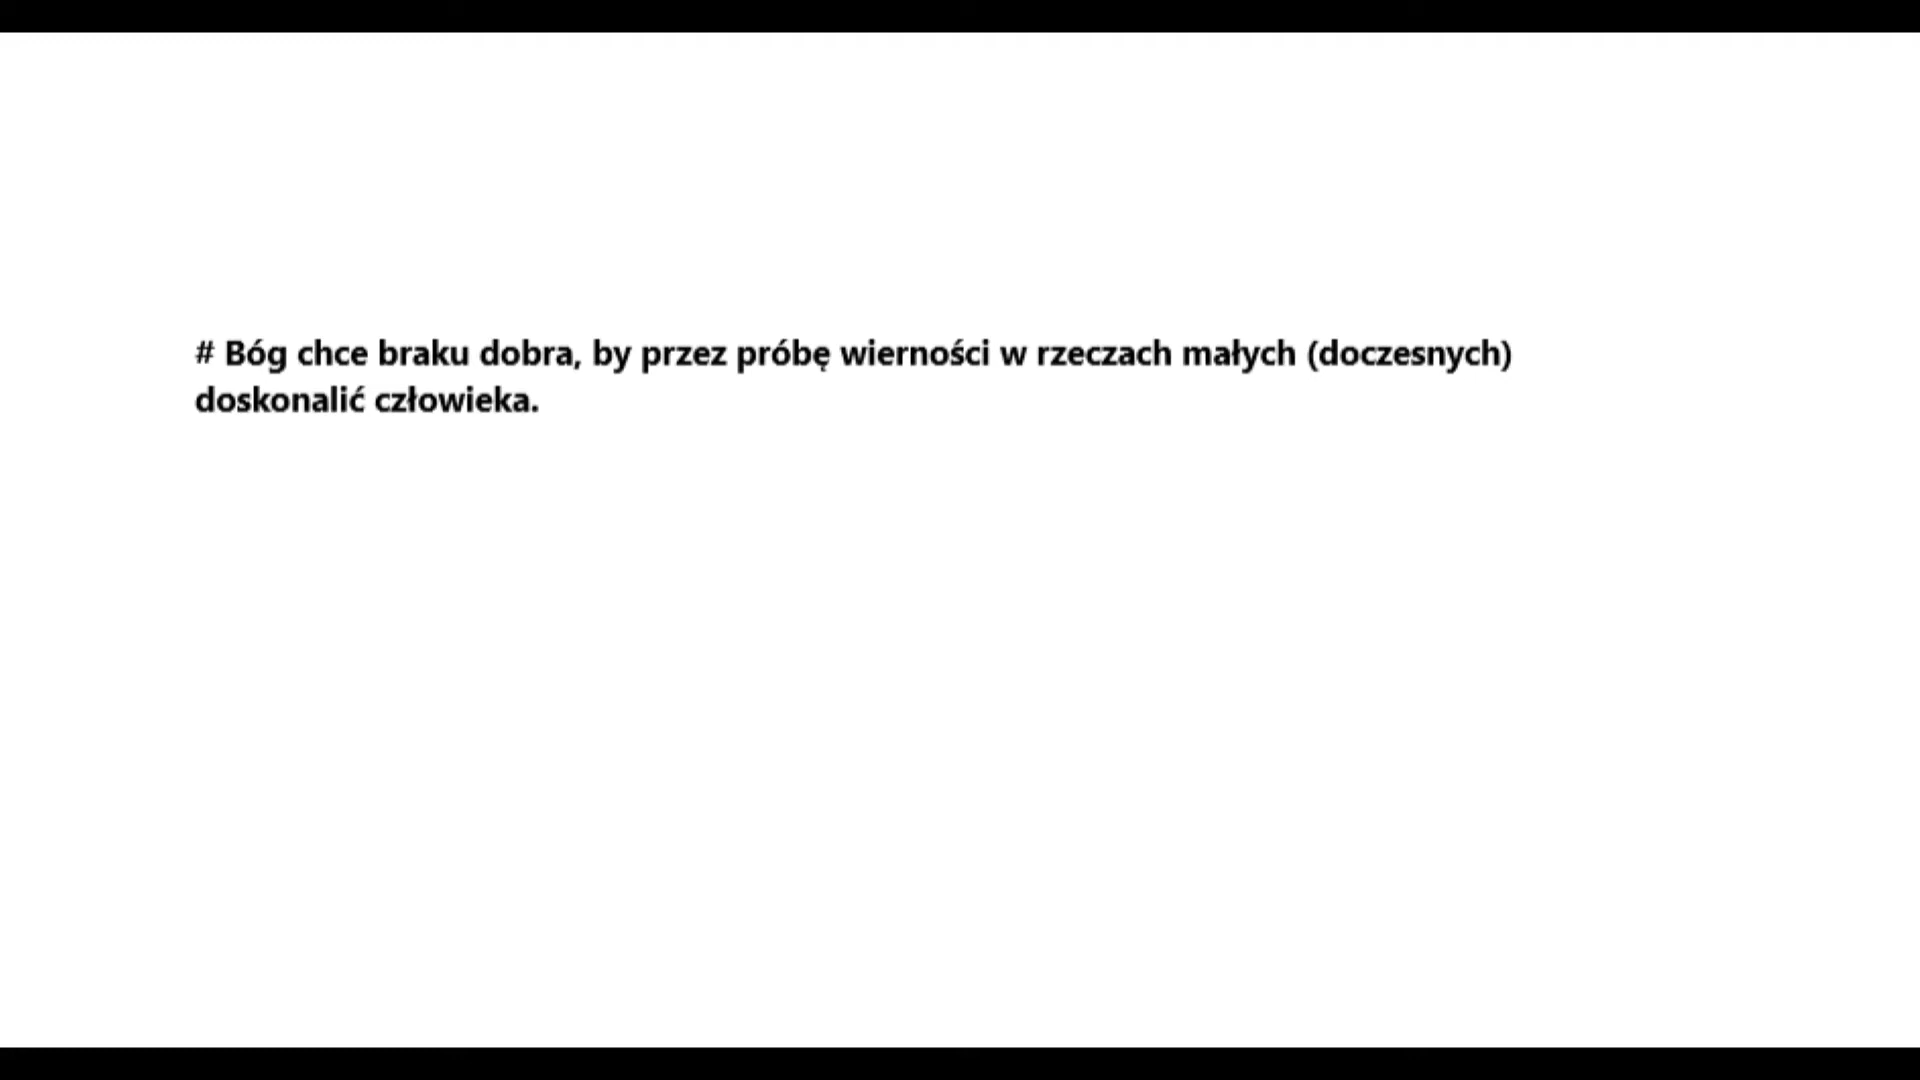 # Bóg chce braku dobra, by przez próbę wierności w rzeczach małych (doczesnych)
doskonalić człowieka.